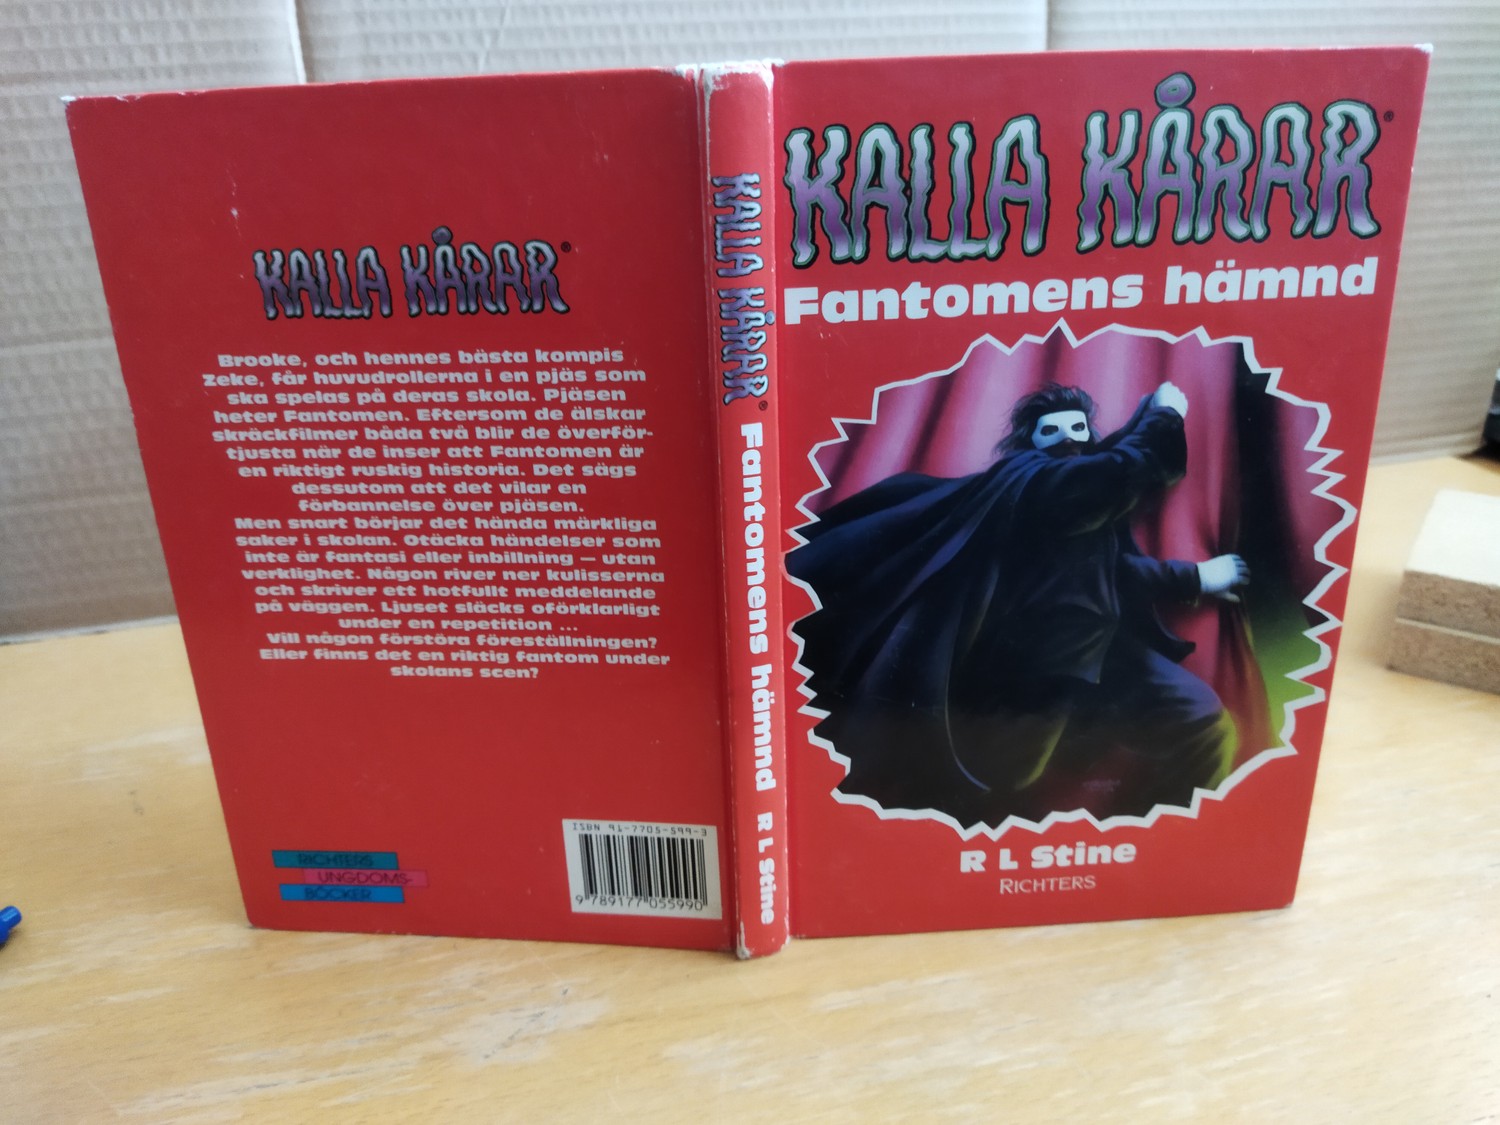 KALLA KÅRAR®
Brooke, och hennes bästa kompis
Zeke, får huvudrollerna i en pjäs som
ska spelas på deras skola. Pjäsen
heter Fantomen. Eftersom de älskar
skräckfilmer båda två blir de överför-
tjusta när de inser att Fantomen är
en riktigt ruskig historia. Det sägs
dessutom att det vilar en
förbannelse över pjäsen.
Men snart börjar det hända märkliga
saker i skolan. Otäcka händelser som
inte är fantasi eller inbillning – utan
verklighet. Någon river ner kulisserna
och skriver ett hotfullt meddelande
på väggen. Ljuset släcks oförklarligt
under en repetition ...
Vill någon förstöra föreställningen?
Eller finns det en riktig fantom under
skolans scen?
RICHTERS
UNGDOMS-
BÖCKER
ISBN 91-7705-599-3
9 789177 055990
KALLA KÅRAR® Fantomens hämnd R L Stine
KALLA KÅRAR®
Fantomens hämnd
R L Stine
RICHTERS